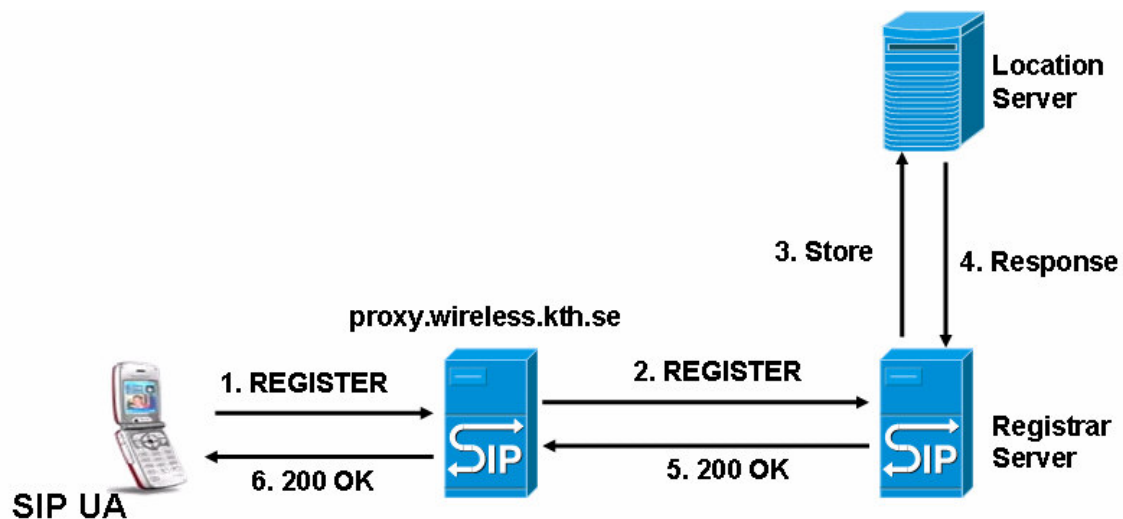 Location
Server
3. Store
4. Response
proxy.wireless.kth.se
1. REGISTER
2. REGISTER
SIP
SIP
Registrar
Server
6. 200 OK
5. 200 OK
SIP UA